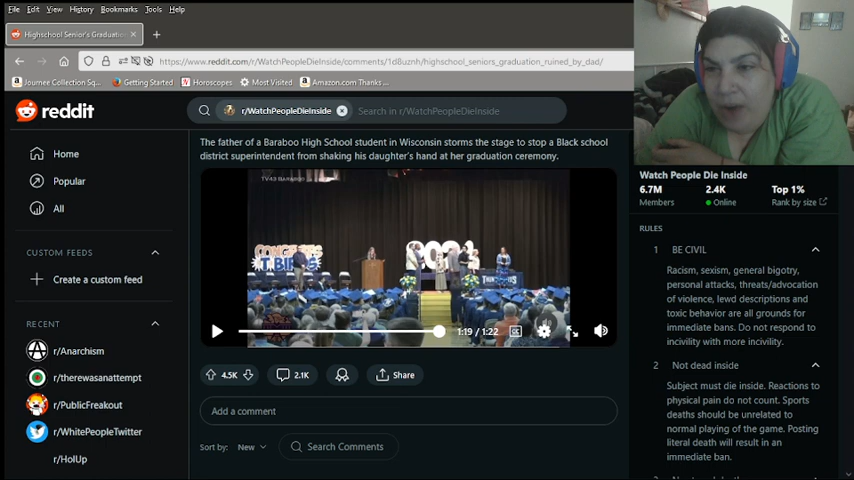 File Edit View History Bookmarks Tools Help
Highschool Senior's Graduatio
https://www.reddit.com/r/WatchPeopleDieInside/comments/1d8uznh/highschool_seniors_graduation_ruined_by_dad/
Journee Collection Sq... Getting Started Horoscopes Most Visited Amazon.com Thanks ...
reddit
r/WatchPeopleDieInside
Search in r/WatchPeopleDieInside
Home
Popular
All
CUSTOM FEEDS
Create a custom feed
RECENT
r/Anarchism
r/therewasanattempt
r/PublicFreakout
r/WhitePeopleTwitter
r/HolUp
The father of a Baraboo High School student in Wisconsin storms the stage to stop a Black school
district superintendent from shaking his daughter's hand at her graduation ceremony.
TV43 BARABOO
CONGRATS
T-BIRDS
1:19 / 1:22
4.5K
2.1K
Share
Add a comment
Sort by: New
Search Comments
Watch People Die Inside
6.7M 2.4K Top 1%
Members Online Rank by size
RULES
1 BE CIVIL
Racism, sexism, general bigotry,
personal attacks, threats/advocation
of violence, lewd descriptions and
toxic behavior are all grounds for
immediate bans. Do not respond to
incivility with more incivility.
2 Not dead inside
Subject must die inside. Reactions to
physical pain do not count. Sports
deaths should be unrelated to
normal playing of the game. Posting
literal death will result in an
immediate ban.